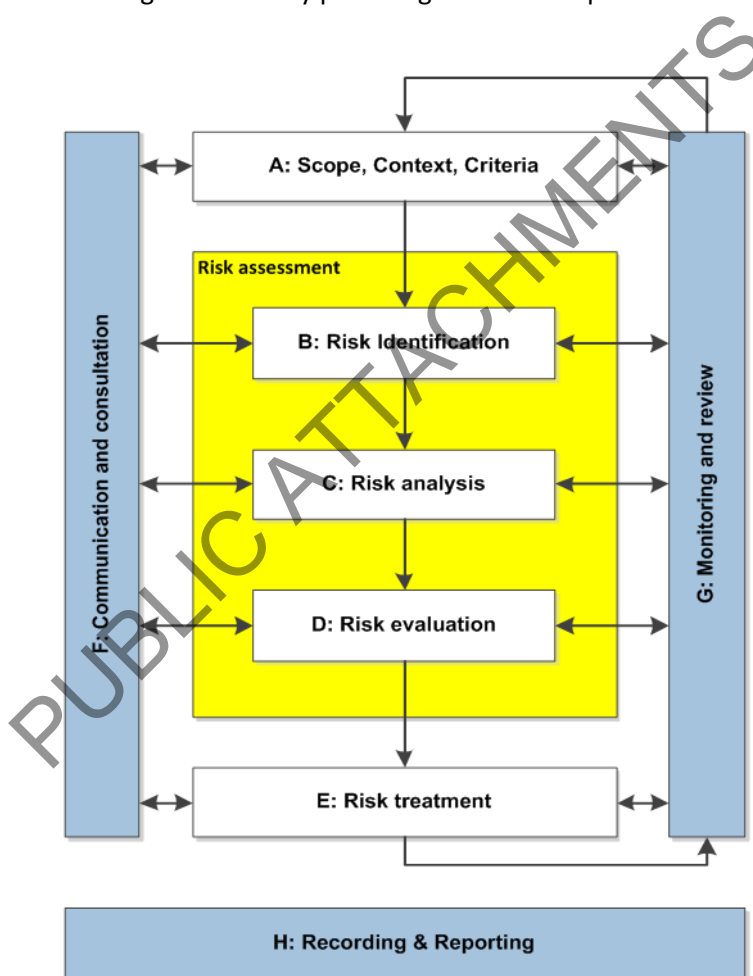 A: Scope, Context, Criteria
Risk assessment
B: Risk Identification
C: Risk analysis
D: Risk evaluation
E: Risk treatment
F: Communication and consultation
G: Monitoring and review
H: Recording & Reporting
PUBLIC ATTACHMENTS